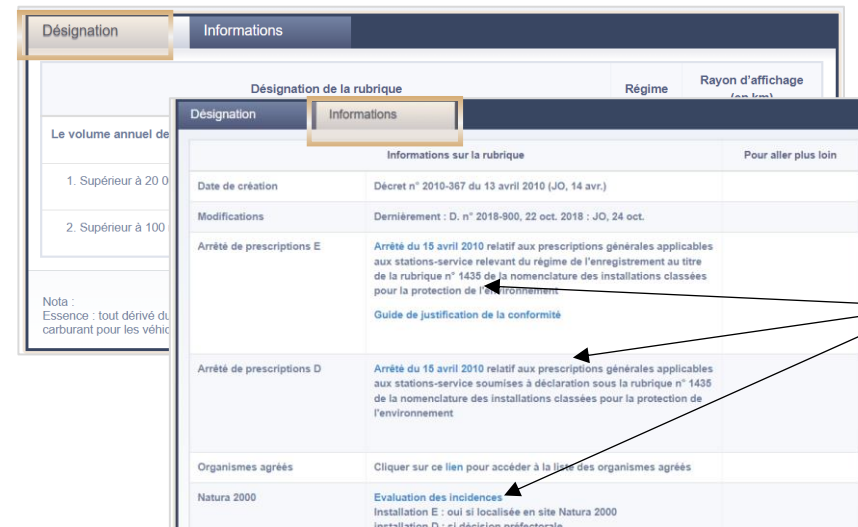 Désignation
Informations
Désignation de la rubrique
Régime
Rayon d'affichage
(en km)
Le volume annuel de
1. Supérieur à 20 0
2. Supérieur à 100
Nota :
Essence : tout dérivé du
carburant pour les véhic
Désignation
Informations
Informations sur la rubrique
Pour aller plus loin
Date de création
Décret n° 2010-367 du 13 avril 2010 (JO, 14 avr.)
Modifications
Dernièrement : D. n° 2018-900, 22 oct. 2018 : JO, 24 oct.
Arrêté de prescriptions E
Arrêté du 15 avril 2010 relatif aux prescriptions générales applicables
aux stations-service relevant du régime de l'enregistrement au titre
de la rubrique n° 1435 de la nomenclature des installations classées
pour la protection de l'environnement
Guide de justification de la conformité
Arrêté de prescriptions D
Arrêté du 15 avril 2010 relatif aux prescriptions générales applicables
aux stations-service soumises à déclaration sous la rubrique n° 1435
de la nomenclature des installations classées pour la protection de
l'environnement
Organismes agréés
Cliquer sur ce lien pour accéder à la liste des organismes agréés
Natura 2000
Evaluation des incidences
Installation E : oui si localisée en site Natura 2000
installation D : si décision préfectorale